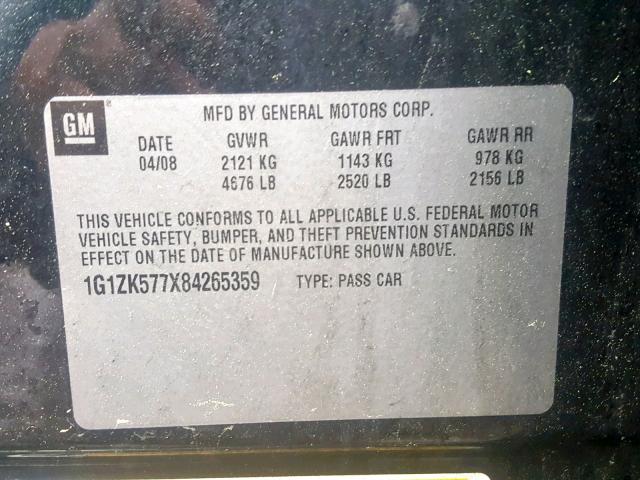 GM ®
MFD BY GENERAL MOTORS CORP.
DATE GVWR GAWR FRT GAWR RR
04/08 2121 KG 1143 KG 978 KG
4676 LB 2520 LB 2156 LB
THIS VEHICLE CONFORMS TO ALL APPLICABLE U.S. FEDERAL MOTOR
VEHICLE SAFETY, BUMPER, AND THEFT PREVENTION STANDARDS IN
EFFECT ON THE DATE OF MANUFACTURE SHOWN ABOVE.
1G1ZK577X84265359 TYPE: PASS CAR